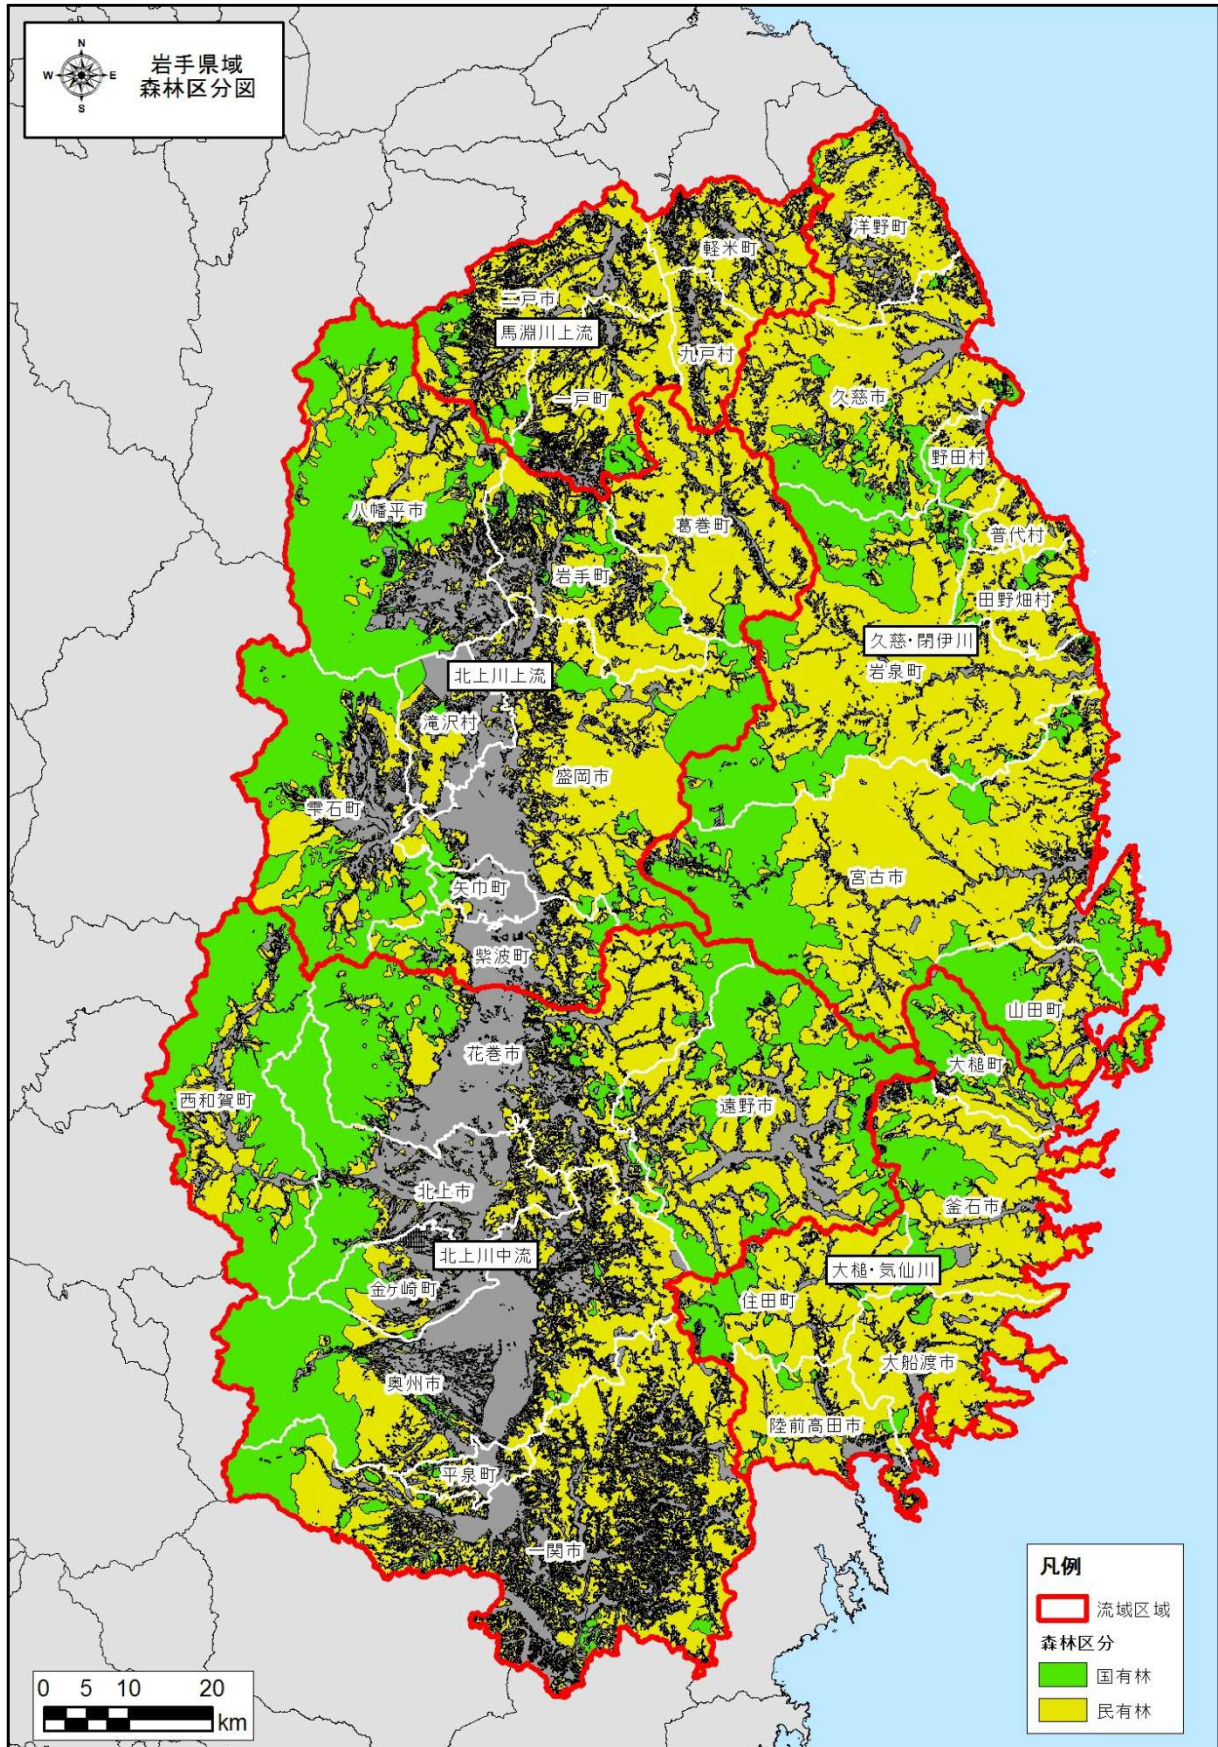 岩手県域
森林区分図
N
W
E
S
洋野町
軽米町
二戸市
馬淵川上流
九戸村
一戸町
久慈市
野田村
八幡平市
葛巻町
普代村
岩手町
田野畑村
久慈・閉伊川
岩泉町
北上川上流
滝沢村
盛岡市
雫石町
宮古市
矢巾町
紫波町
山田町
花巻市
大槌町
西和賀町
遠野市
北上市
釜石市
北上川中流
大槌・気仙川
金ヶ崎町
住田町
大船渡市
奥州市
陸前高田市
平泉町
一関市
凡例
流域区域
森林区分
国有林
民有林
0 5 10 20
km